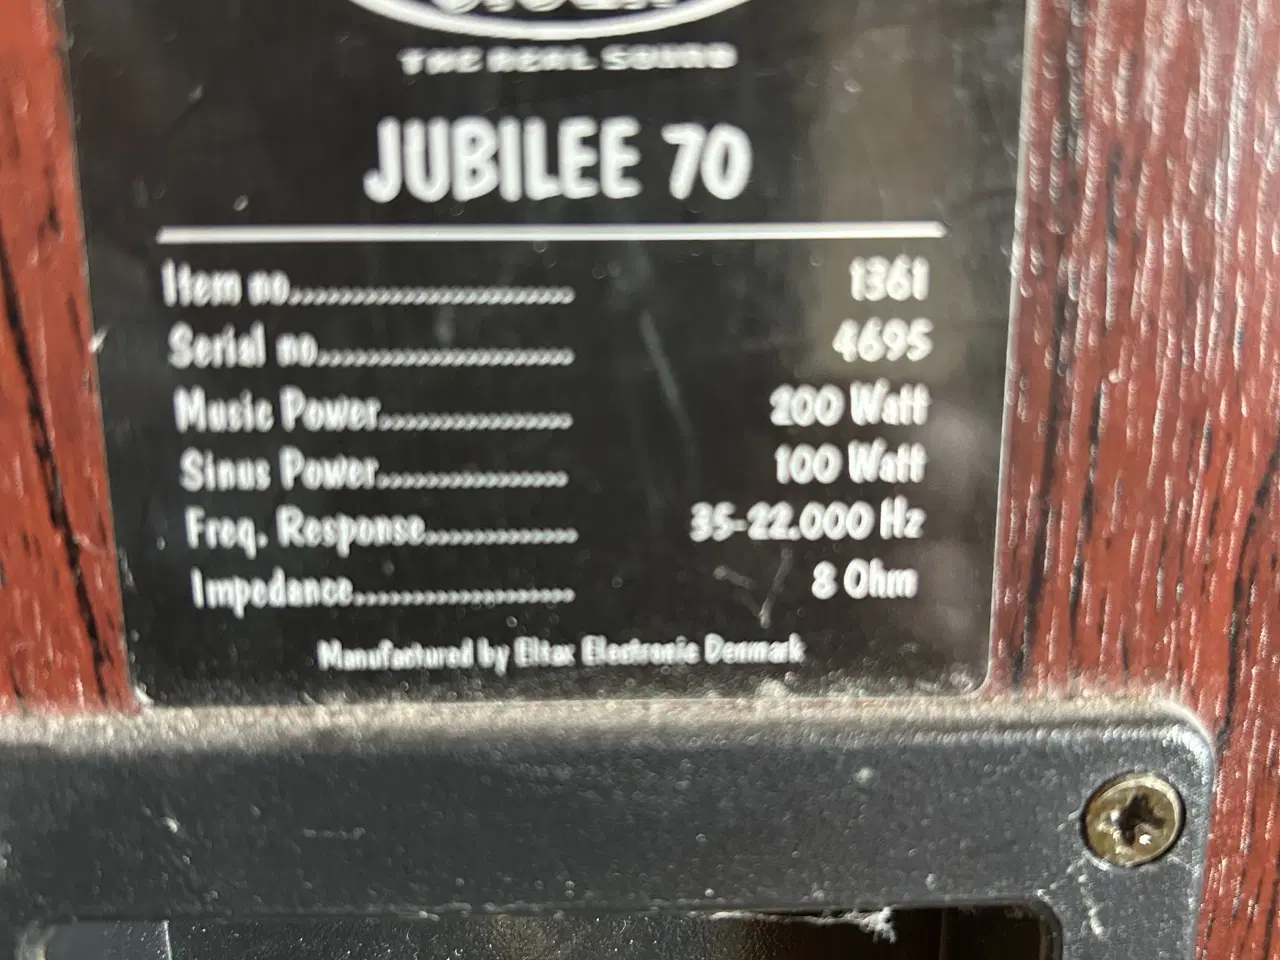 THE REAL SOUND
JUBILEE 70
Item no............................ 1361
Serial no.......................... 4695
Music Power.................... 200 Watt
Sinus Power.................... 100 Watt
Freq. Response................ 35-22.000 Hz
Impedance....................... 8 Ohm
Manufactured by Eltax Electronic Denmark